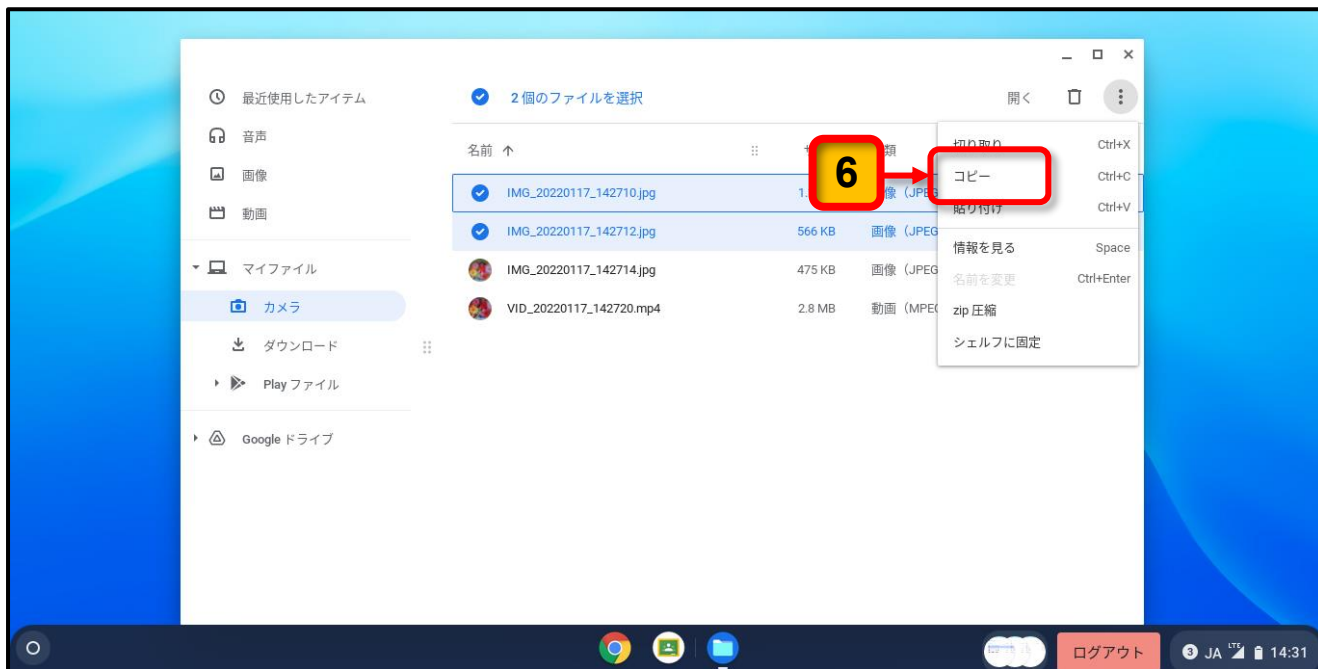 最近使用したアイテム
音声
画像
動画
マイファイル
カメラ
ダウンロード
Play ファイル
Google ドライブ
2 個のファイルを選択
開く
名前
類
IMG_20220117_142710.jpg
IMG_20220117_142712.jpg 566 KB 画像（JPEG
IMG_20220117_142714.jpg 475 KB 画像（JPEG
VID_20220117_142720.mp4 2.8 MB 動画（MPEG
6
切り取り Ctrl+X
コピー Ctrl+C
貼り付け Ctrl+V
情報を見る Space
名前を変更 Ctrl+Enter
zip 圧縮
シェルフに固定
ログアウト
3 JA LTE 14:31